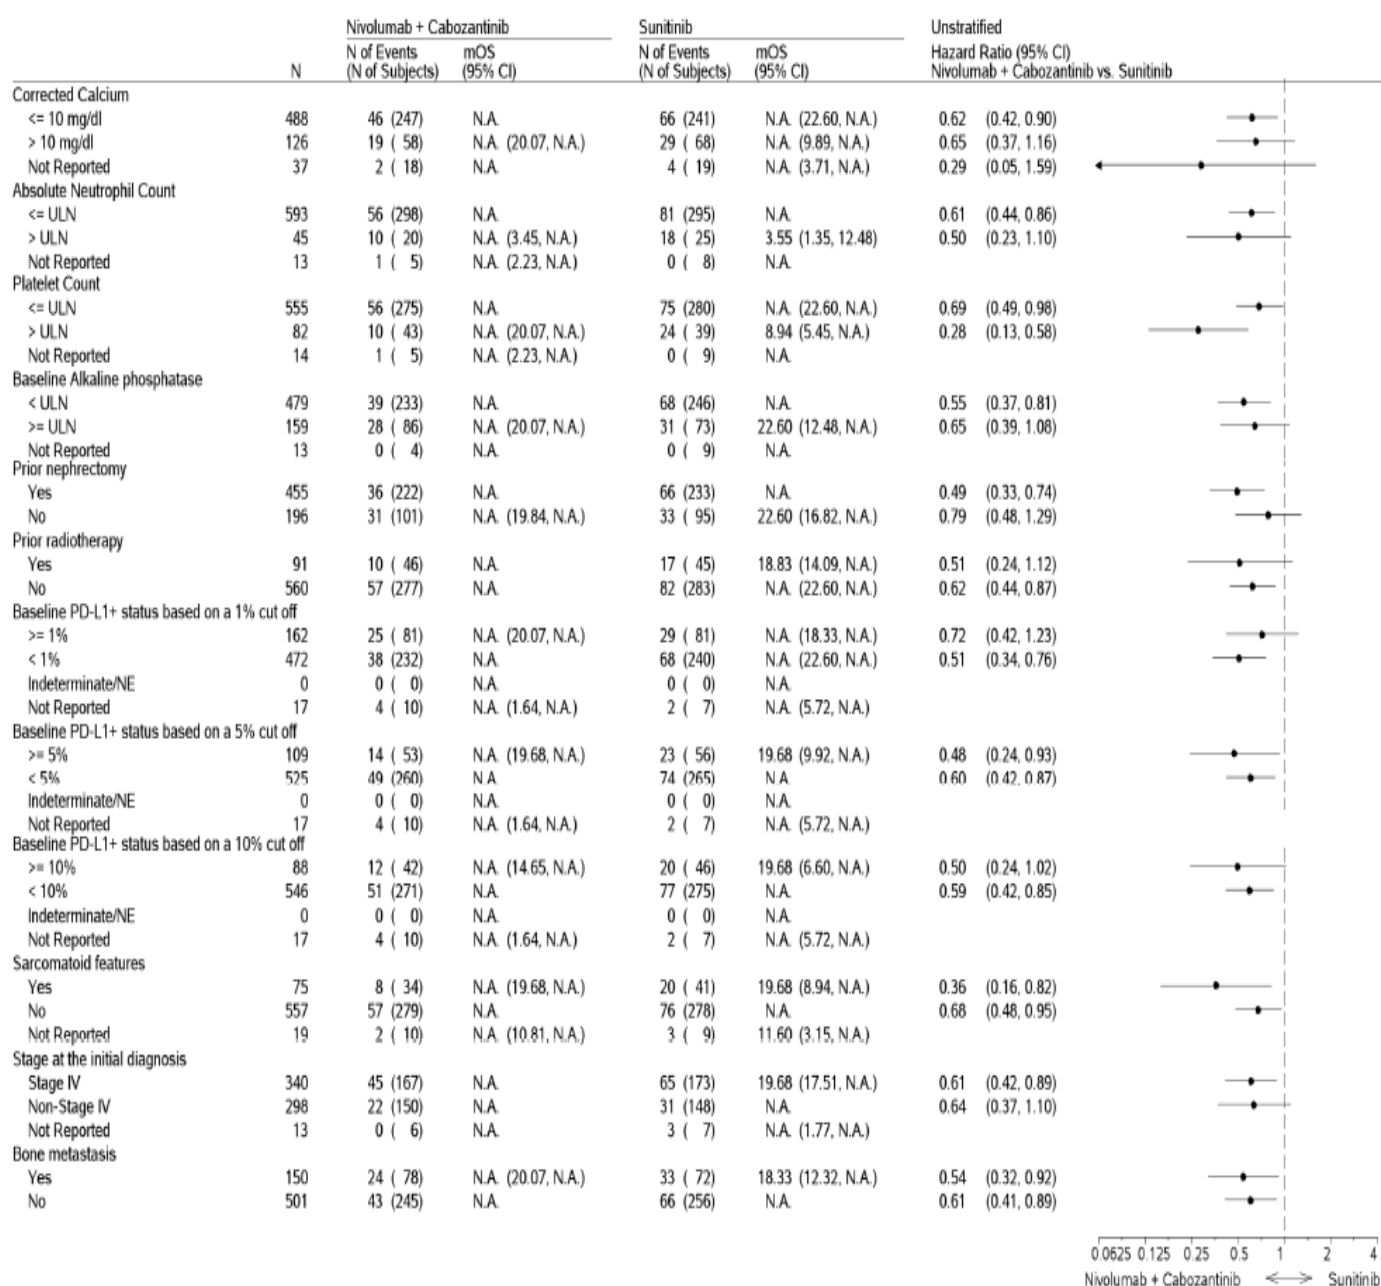 Nivolumab + Cabozantinib Sunitinib Unstratified
N of Events mOS N of Events mOS Hazard Ratio (95% CI)
N (N of Subjects) (95% CI) (N of Subjects) (95% CI) Nivolumab + Cabozantinib vs. Sunitinib
Corrected Calcium
<= 10 mg/dl 488 46 (247) N.A. 66 (241) N.A. (22.60, N.A.) 0.62 (0.42, 0.90)
> 10 mg/dl 126 19 ( 58) N.A. (20.07, N.A.) 29 ( 68) N.A. (9.89, N.A.) 0.65 (0.37, 1.16)
Not Reported 37 2 ( 18) N.A. 4 ( 19) N.A. (3.71, N.A.) 0.29 (0.05, 1.59)
Absolute Neutrophil Count
<= ULN 593 56 (298) N.A. 81 (295) N.A. 0.61 (0.44, 0.86)
> ULN 45 10 ( 20) N.A. (3.45, N.A.) 18 ( 25) 3.55 (1.35, 12.48) 0.50 (0.23, 1.10)
Not Reported 13 1 ( 5) N.A. (2.23, N.A.) 0 ( 8) N.A.
Platelet Count
<= ULN 555 56 (275) N.A. 75 (280) N.A. (22.60, N.A.) 0.69 (0.49, 0.98)
> ULN 82 10 ( 43) N.A. (20.07, N.A.) 24 ( 39) 8.94 (5.45, N.A.) 0.28 (0.13, 0.58)
Not Reported 14 1 ( 5) N.A. (2.23, N.A.) 0 ( 9) N.A.
Baseline Alkaline phosphatase
< ULN 479 39 (233) N.A. 68 (246) N.A. 0.55 (0.37, 0.81)
>= ULN 159 28 ( 86) N.A. (20.07, N.A.) 31 ( 73) 22.60 (12.48, N.A.) 0.65 (0.39, 1.08)
Not Reported 13 0 ( 4) N.A. 0 ( 9) N.A.
Prior nephrectomy
Yes 455 36 (222) N.A. 66 (233) N.A. 0.49 (0.33, 0.74)
No 196 31 (101) N.A. (19.84, N.A.) 33 ( 95) 22.60 (16.82, N.A.) 0.79 (0.48, 1.29)
Prior radiotherapy
Yes 91 10 ( 46) N.A. 17 ( 45) 18.83 (14.09, N.A.) 0.51 (0.24, 1.12)
No 560 57 (277) N.A. 82 (283) N.A. (22.60, N.A.) 0.62 (0.44, 0.87)
Baseline PD-L1+ status based on a 1% cut off
>= 1% 162 25 ( 81) N.A. (20.07, N.A.) 29 ( 81) N.A. (18.33, N.A.) 0.72 (0.42, 1.23)
< 1% 472 38 (232) N.A. 68 (240) N.A. (22.60, N.A.) 0.51 (0.34, 0.76)
Indeterminate/NE 0 0 ( 0) N.A. 0 ( 0) N.A.
Not Reported 17 4 ( 10) N.A. (1.64, N.A.) 2 ( 7) N.A. (5.72, N.A.)
Baseline PD-L1+ status based on a 5% cut off
>= 5% 109 14 ( 53) N.A. (19.68, N.A.) 23 ( 56) 19.68 (9.92, N.A.) 0.48 (0.24, 0.93)
< 5% 525 49 (260) N.A. 74 (265) N.A. 0.60 (0.42, 0.87)
Indeterminate/NE 0 0 ( 0) N.A. 0 ( 0) N.A.
Not Reported 17 4 ( 10) N.A. (1.64, N.A.) 2 ( 7) N.A. (5.72, N.A.)
Baseline PD-L1+ status based on a 10% cut off
>= 10% 88 12 ( 42) N.A. (14.65, N.A.) 20 ( 46) 19.68 (6.60, N.A.) 0.50 (0.24, 1.02)
< 10% 546 51 (271) N.A. 77 (275) N.A. 0.59 (0.42, 0.85)
Indeterminate/NE 0 0 ( 0) N.A. 0 ( 0) N.A.
Not Reported 17 4 ( 10) N.A. (1.64, N.A.) 2 ( 7) N.A. (5.72, N.A.)
Sarcomatoid features
Yes 75 8 ( 34) N.A. (19.68, N.A.) 20 ( 41) 19.68 (8.94, N.A.) 0.36 (0.16, 0.82)
No 557 57 (279) N.A. 76 (278) N.A. 0.68 (0.48, 0.95)
Not Reported 19 2 ( 10) N.A. (10.81, N.A.) 3 ( 9) 11.60 (3.15, N.A.)
Stage at the initial diagnosis
Stage IV 340 45 (167) N.A. 65 (173) 19.68 (17.51, N.A.) 0.61 (0.42, 0.89)
Non-Stage IV 298 22 (150) N.A. 31 (148) N.A. 0.64 (0.37, 1.10)
Not Reported 13 0 ( 6) N.A. 3 ( 7) N.A. (1.77, N.A.)
Bone metastasis
Yes 150 24 ( 78) N.A. (20.07, N.A.) 33 ( 72) 18.33 (12.32, N.A.) 0.54 (0.32, 0.92)
No 501 43 (245) N.A. 66 (256) N.A. 0.61 (0.41, 0.89)
0.0625 0.125 0.25 0.5 1 2 4
Nivolumab + Cabozantinib <—> Sunitinib